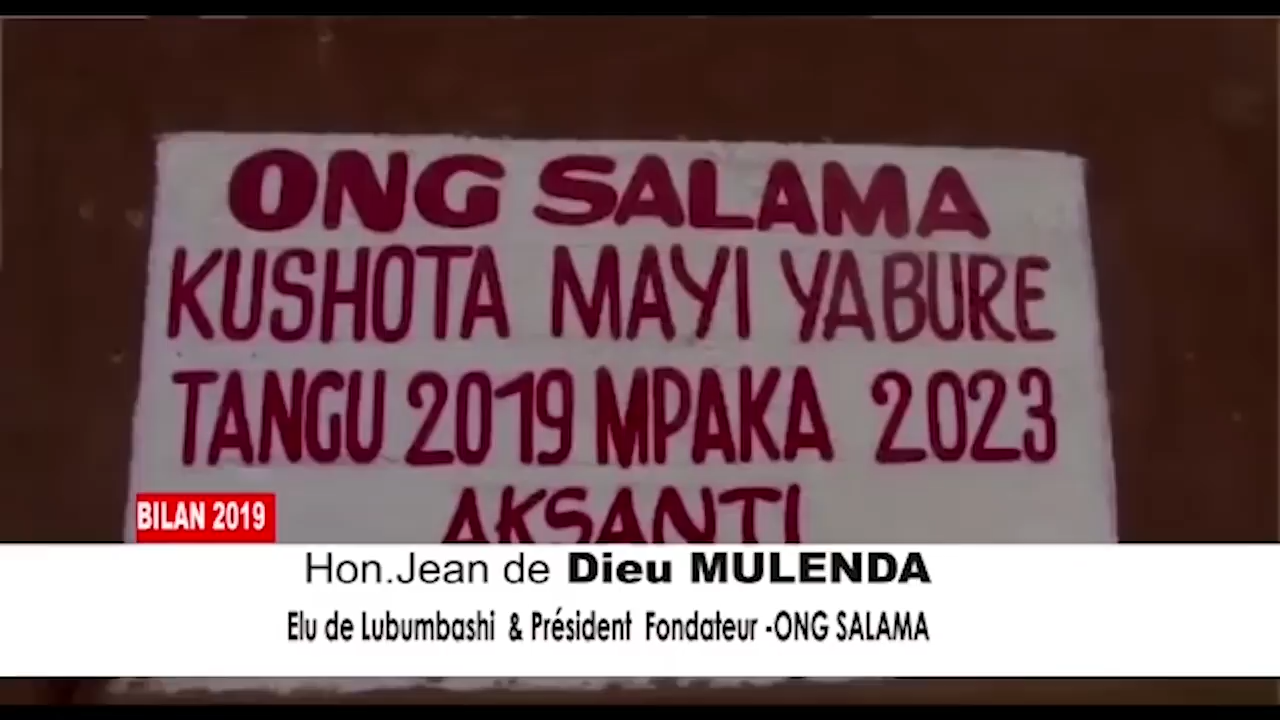 ONG SALAMA
KUSHOTA MAYI YABURE
TANGU 2019 MPAKA 2023
AKSANTI
BILAN 2019
Hon.Jean de Dieu MULENDA
Elu de Lubumbashi & Président Fondateur -ONG SALAMA